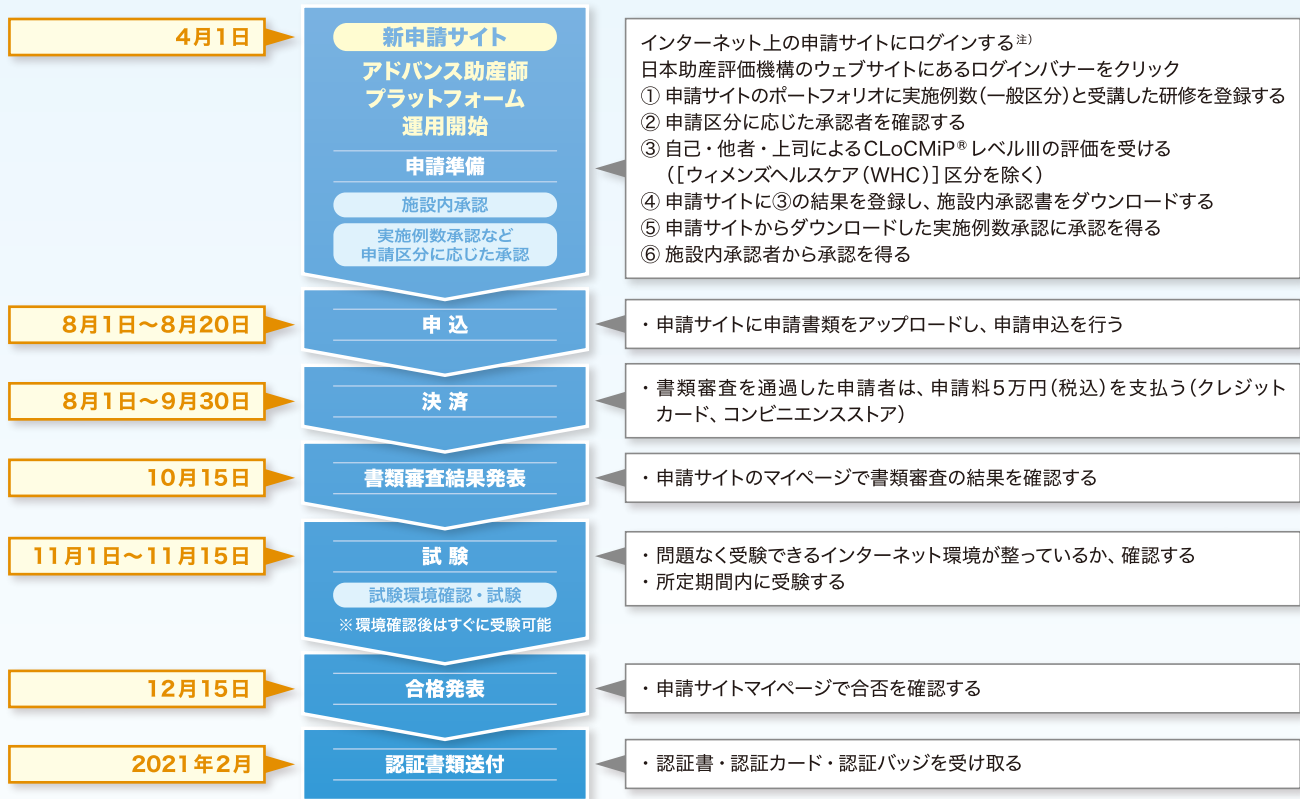 4月1日
新申請サイト
アドバンス助産師
プラットフォーム
運用開始
申請準備
施設内承認
実施例数承認など
申請区分に応じた承認
インターネット上の申請サイトにログインする注)
日本助産評価機構のウェブサイトにあるログインバナーをクリック
① 申請サイトのポートフォリオに実施例数(一般区分)と受講した研修を登録する
② 申請区分に応じた承認者を確認する
③ 自己・他者・上司によるCLoCMiP®レベルⅢの評価を受ける
([ウィメンズヘルスケア(WHC)]区分を除く)
④ 申請サイトに③の結果を登録し、施設内承認書をダウンロードする
⑤ 申請サイトからダウンロードした実施例数承認に承認を得る
⑥ 施設内承認者から承認を得る
8月1日〜8月20日
申込
・申請サイトに申請書類をアップロードし、申請申込を行う
8月1日〜9月30日
決済
・書類審査を通過した申請者は、申請料5万円(税込)を支払う(クレジット
カード、コンビニエンスストア)
10月15日
書類審査結果発表
・申請サイトのマイページで書類審査の結果を確認する
11月1日〜11月15日
試験
試験環境確認・試験
※環境確認後はすぐに受験可能
・問題なく受験できるインターネット環境が整っているか、確認する
・所定期間内に受験する
12月15日
合格発表
・申請サイトマイページで合否を確認する
2021年2月
認証書類送付
・認証書・認証カード・認証バッジを受け取る